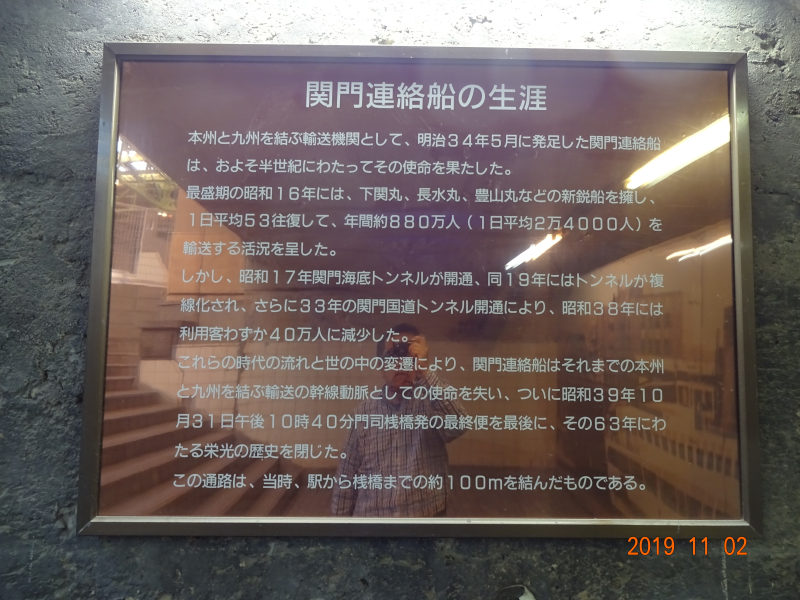 関門連絡船の生涯
本州と九州を結ぶ輸送機関として、明治３４年５月に発足した関門連絡船
は、およそ半世紀にわたってその使命を果たした。
最盛期の昭和１６年には、下関丸、長水丸、豊山丸などの新鋭船を擁し、
１日平均５３往復して、年間約８８０万人（１日平均２万４０００人）を
輸送する活況を呈した。
しかし、昭和１７年関門海底トンネルが開通、同１９年にはトンネルが複
線化され、さらに３３年の関門国道トンネル開通により、昭和３８年には
利用客わずか４０万人に減少した。
これらの時代の流れと世の中の変遷により、関門連絡船はそれまでの本州
と九州を結ぶ輸送の幹線動脈としての使命を失い、ついに昭和３９年１０
月３１日午後１０時４０分門司桟橋発の最終便を最後に、その６３年にわ
たる栄光の歴史を閉じた。
この通路は、当時、駅から桟橋までの約１００ｍを結んだものである。
2019 11 02